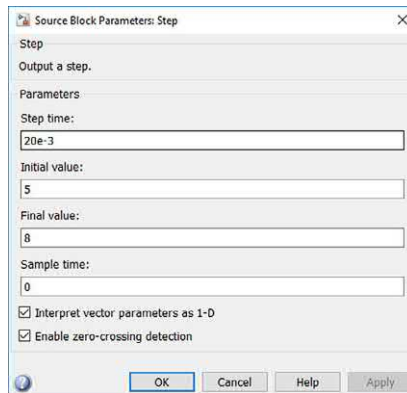 Source Block Parameters: Step
Step
Output a step.
Parameters
Step time:
20e-3
Initial value:
5
Final value:
8
Sample time:
0
Interpret vector parameters as 1-D
Enable zero-crossing detection
OK Cancel Help Apply